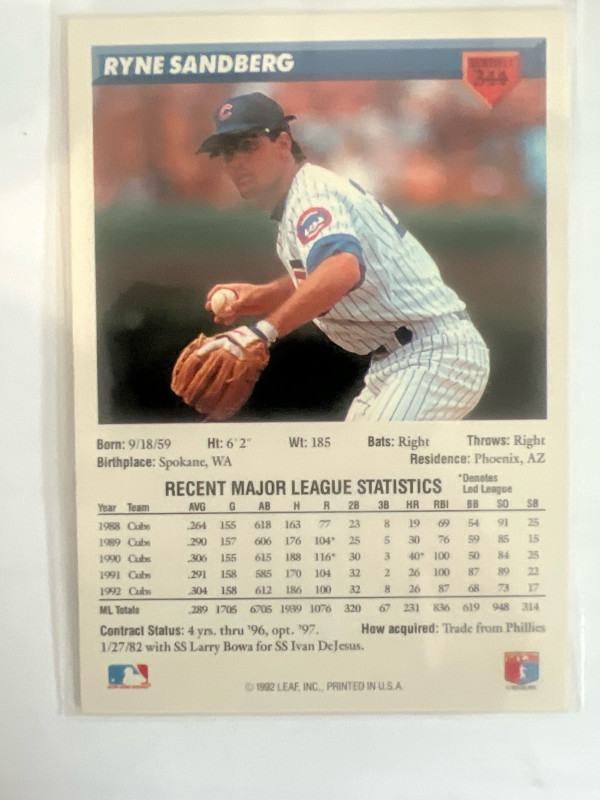 RYNE SANDBERG
344
C
Born: 9/18/59 Ht: 6'2" Wt: 185 Bats: Right Throws: Right
Birthplace: Spokane, WA Residence: Phoenix, AZ
RECENT MAJOR LEAGUE STATISTICS *Denotes Led League
Year Team AVG G AB H R 2B 3B HR RBI BB SO SB
1988 Cubs .264 155 618 163 77 23 8 19 69 54 91 25
1989 Cubs .290 157 606 176 104* 25 5 30 76 59 85 15
1990 Cubs .306 155 615 188 116* 30 3 40* 100 50 84 25
1991 Cubs .291 158 585 170 104 32 2 26 100 87 89 22
1992 Cubs .304 158 612 186 100 32 8 26 87 68 73 17
ML Totals .289 1705 6705 1939 1076 320 67 231 836 619 948 314
Contract Status: 4 yrs. thru '96, opt. '97. How acquired: Trade from Phillies
1/27/82 with SS Larry Bowa for SS Ivan DeJesus.
© 1992 LEAF, INC., PRINTED IN U.S.A.